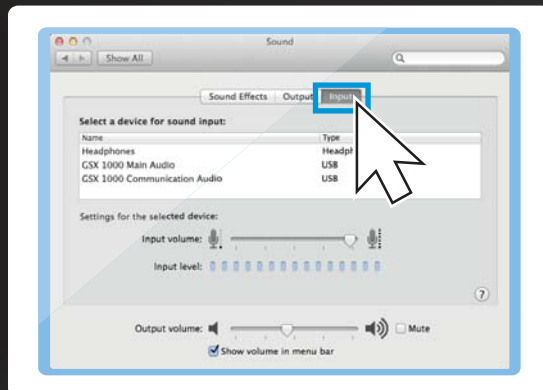 Sound
Show All
Sound Effects Output Input
Select a device for sound input:
Name Type
Headphones
GSX 1000 Main Audio USB
GSX 1000 Communication Audio USB
Settings for the selected device:
Input volume:
Input level:
?
Output volume: Mute
Show volume in menu bar